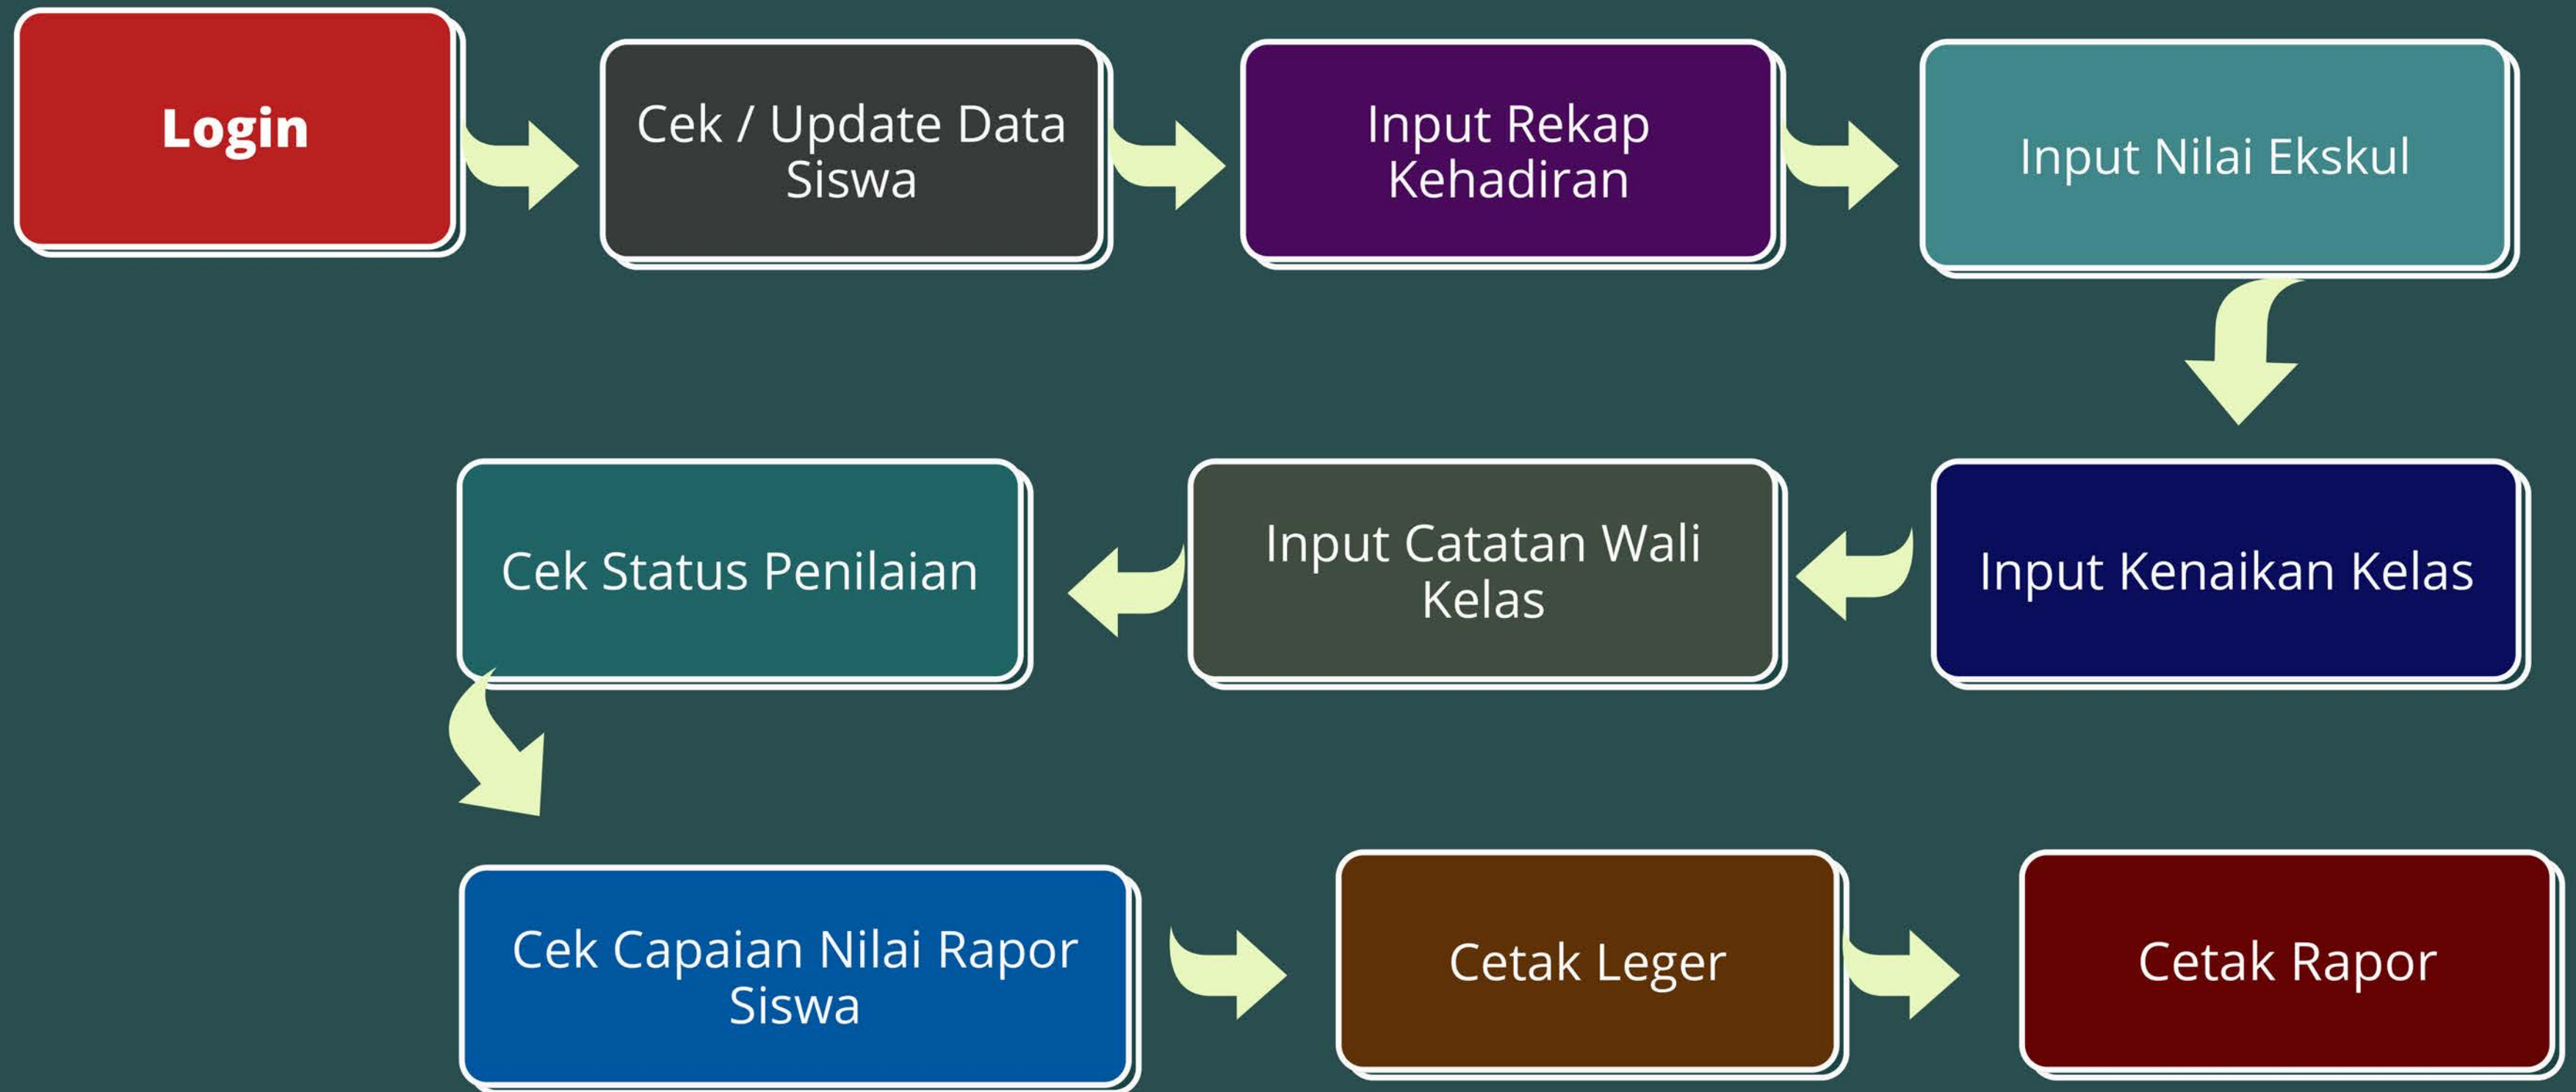 Login
Cek / Update Data
Siswa
Input Rekap
Kehadiran
Input Nilai Ekskul
Input Kenaikan Kelas
Input Catatan Wali
Kelas
Cek Status Penilaian
Cek Capaian Nilai Rapor
Siswa
Cetak Leger
Cetak Rapor